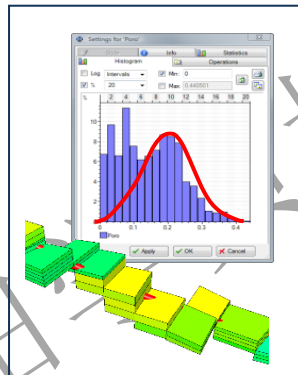 Settings for 'Poro'
Style Info Statistics
Histogram Operations
Log Intervals Min: 0
% 20 Max: 0.440501
% 2 4 6 8 10 12 14 16 18 20
10
8
6
4
2
0 0.1 0.2 0.3 0.4
Poro
Apply OK Cancel